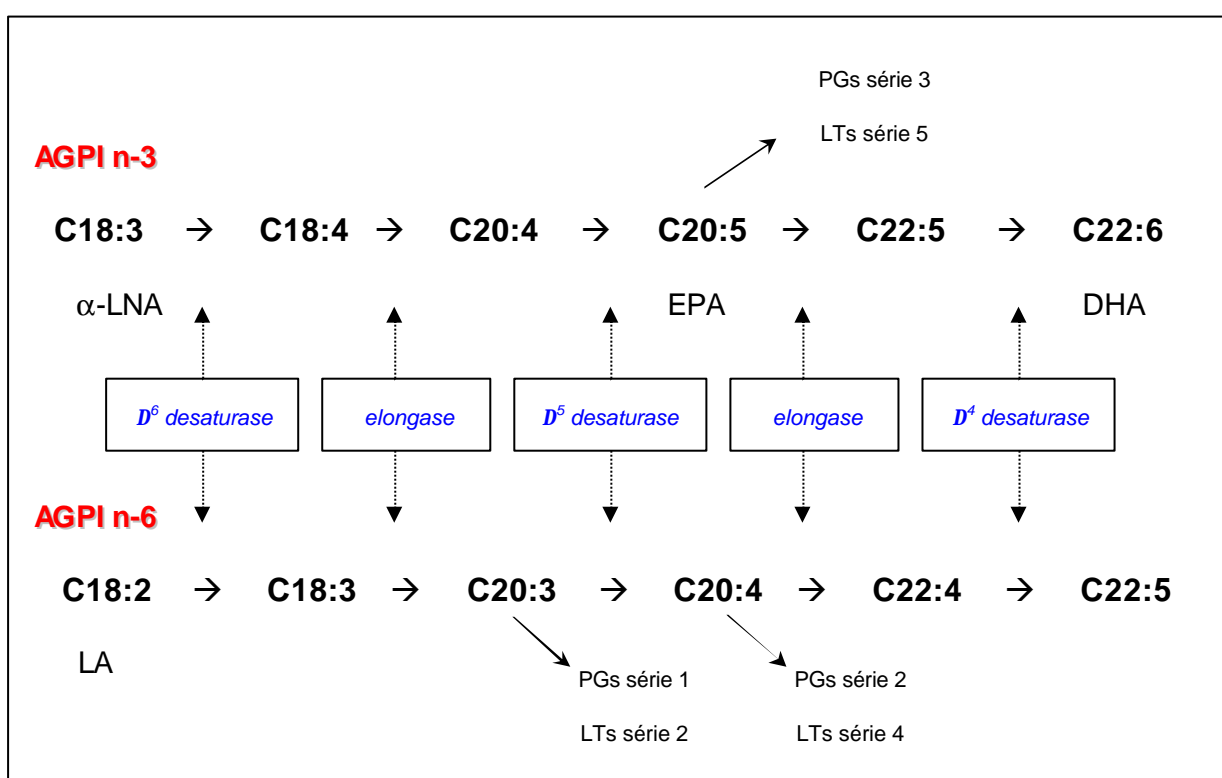 PGs série 3
LTs série 5
AGPI n-3
C18:3 → C18:4 → C20:4 → C20:5 → C22:5 → C22:6
α-LNA EPA DHA
D⁶ desaturase elongase D⁵ desaturase elongase D⁴ desaturase
AGPI n-6
C18:2 → C18:3 → C20:3 → C20:4 → C22:4 → C22:5
LA
PGs série 1 PGs série 2
LTs série 2 LTs série 4